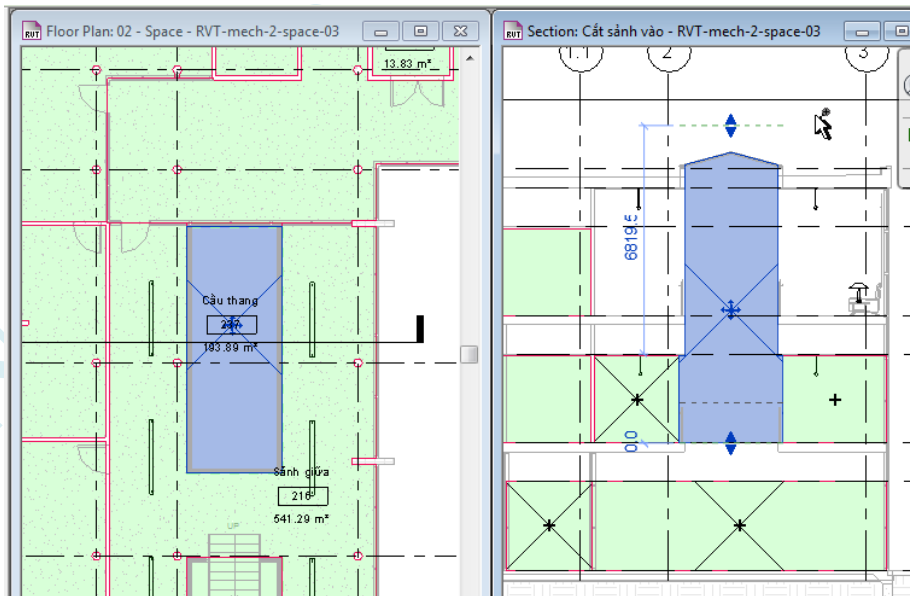 Floor Plan: 02 - Space - RVT-mech-2-space-03
13.83 m²
Cầu thang
227
193.89 m²
Sảnh giữa
216
541.29 m²
UP
Section: Cắt sảnh vào - RVT-mech-2-space-03
1.1
2
3
6819.5
0.0